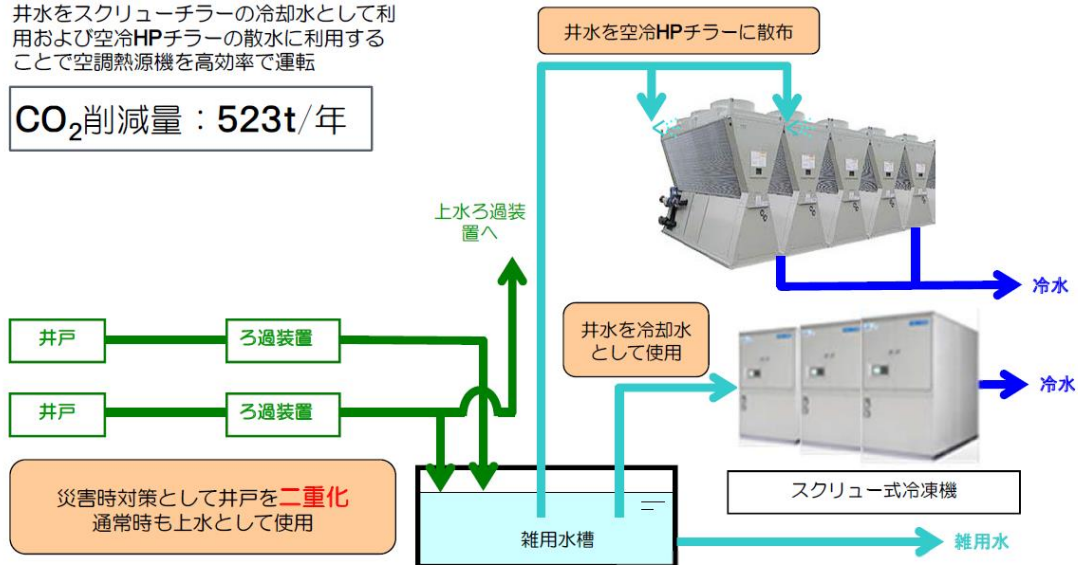 井水をスクリューチラーの冷却水として利
用および空冷HPチラーの散水に利用する
ことで空調熱源機を高効率で運転
CO₂削減量：523t/年
井水を空冷HPチラーに散布
上水ろ過装
置へ
冷水
井水を冷却水
として使用
井戸
ろ過装置
冷水
井戸
ろ過装置
災害時対策として井戸を二重化
通常時も上水として使用
スクリュー式冷凍機
雑用水槽
雑用水